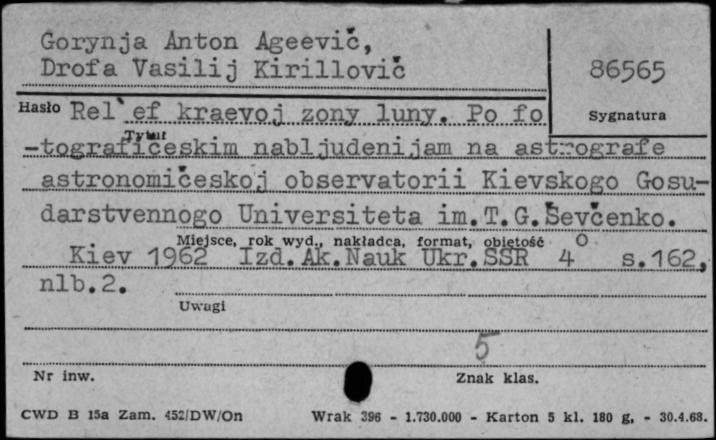 Gorynja Anton Ageevič,
Drofa Vasilij Kirillovič
86565
Hasło Rel'ef kraevoj zony luny. Po fo
Sygnatura
Tytuł
-tografičeskim nabljudenijam na astrografe
astronomičeskoj observatorii Kievskogo Gosu-
darstvennogo Universiteta im.T.G.Ševčenko.
Miejsce, rok wyd., nakładca, format, objętość
Kiev 1962 Izd.Ak.Nauk Ukr.SSR 4° s.162,
nlb.2.
Uwagi
5
Nr inw.
Znak klas.
CWD B 15a Zam. 452/DW/On Wrak 396 - 1.730.000 - Karton 5 kl. 180 g. - 30.4.68.